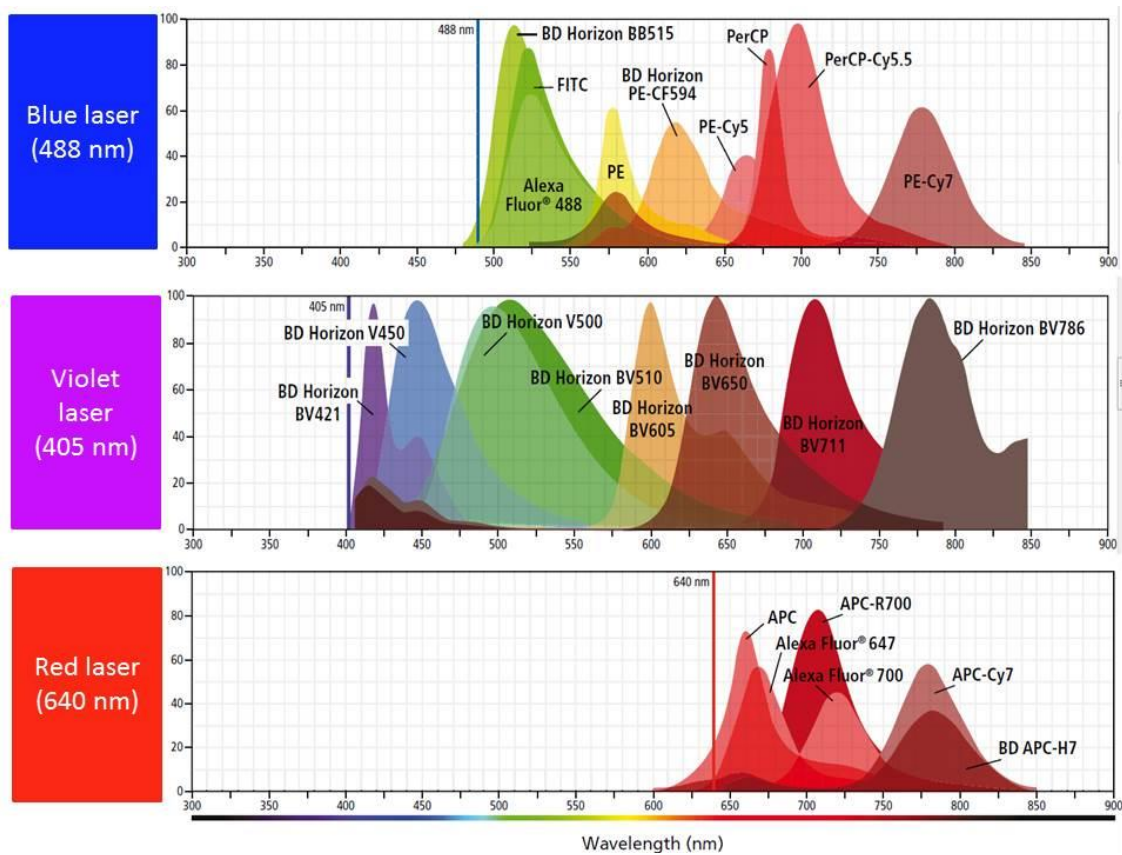 Blue laser
(488 nm)
100
80
60
40
20
0
488 nm
BD Horizon BB515
FITC
Alexa
Fluor® 488
PE
BD Horizon
PE-CF594
PE-Cy5
PerCP
PerCP-Cy5.5
PE-Cy7
300 350 400 450 500 550 600 650 700 750 800 850 900
Violet
laser
(405 nm)
100
80
60
40
20
0
405 nm
BD Horizon V450
BD Horizon
BV421
BD Horizon V500
BD Horizon BV510
BD Horizon
BV605
BD Horizon
BV650
BD Horizon
BV711
BD Horizon BV786
300 350 400 450 500 550 600 650 700 750 800 850 900
Red laser
(640 nm)
100
80
60
40
20
0
640 nm
APC
APC-R700
Alexa Fluor® 647
Alexa Fluor® 700
APC-Cy7
BD APC-H7
300 350 400 450 500 550 600 650 700 750 800 850 900
Wavelength (nm)